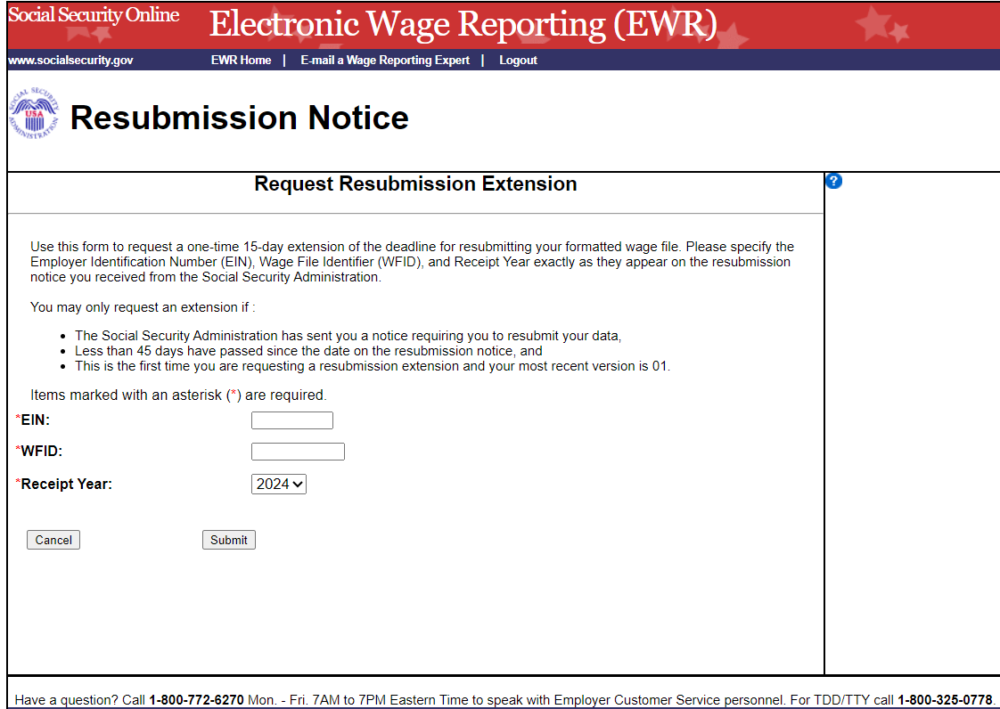 Social Security Online
Electronic Wage Reporting (EWR)
www.socialsecurity.gov
EWR Home | E-mail a Wage Reporting Expert | Logout
SOCIAL SECURITY ADMINISTRATION
USA
Resubmission Notice
Request Resubmission Extension
?
Use this form to request a one-time 15-day extension of the deadline for resubmitting your formatted wage file. Please specify the
Employer Identification Number (EIN), Wage File Identifier (WFID), and Receipt Year exactly as they appear on the resubmission
notice you received from the Social Security Administration.
You may only request an extension if :
• The Social Security Administration has sent you a notice requiring you to resubmit your data,
• Less than 45 days have passed since the date on the resubmission notice, and
• This is the first time you are requesting a resubmission extension and your most recent version is 01.
Items marked with an asterisk (*) are required.
*EIN:
*WFID:
*Receipt Year: 2024
Cancel Submit
Have a question? Call 1-800-772-6270 Mon. - Fri. 7AM to 7PM Eastern Time to speak with Employer Customer Service personnel. For TDD/TTY call 1-800-325-0778.